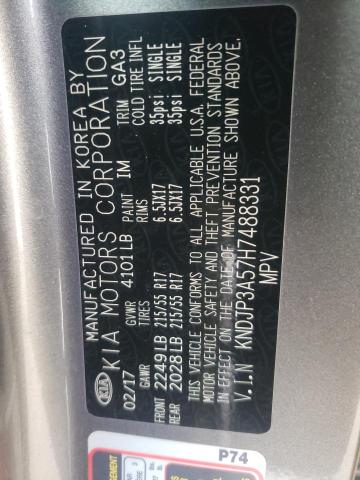 MANUFACTURED IN KOREA BY
KIA KIA MOTORS CORPORATION
02/17 GVWR 4101LB PAINT IM TRIM GA3
GAWR RIMS COLD TIRE INFL
FRONT 2249LB 215/55 R17 6.5JX17 35psi SINGLE
REAR 2028LB 215/55 R17 6.5JX17 35psi SINGLE
THIS VEHICLE CONFORMS TO ALL APPLICABLE U.S.A. FEDERAL
MOTOR VEHICLE SAFETY AND THEFT PREVENTION STANDARDS
IN EFFECT ON THE DATE OF MANUFACTURE SHOWN ABOVE.
V.I.N KNDJP3A57H7488331
MPV
P74